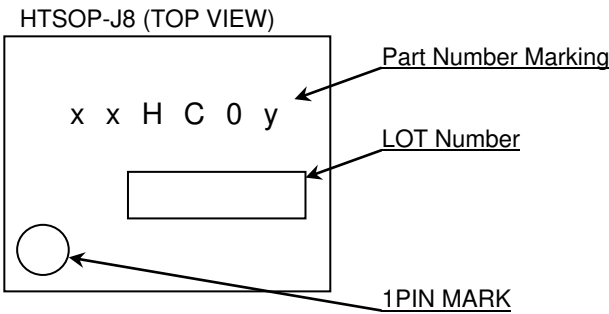 HTSOP-J8 (TOP VIEW)
Part Number Marking
x x H C 0 y
LOT Number
1PIN MARK